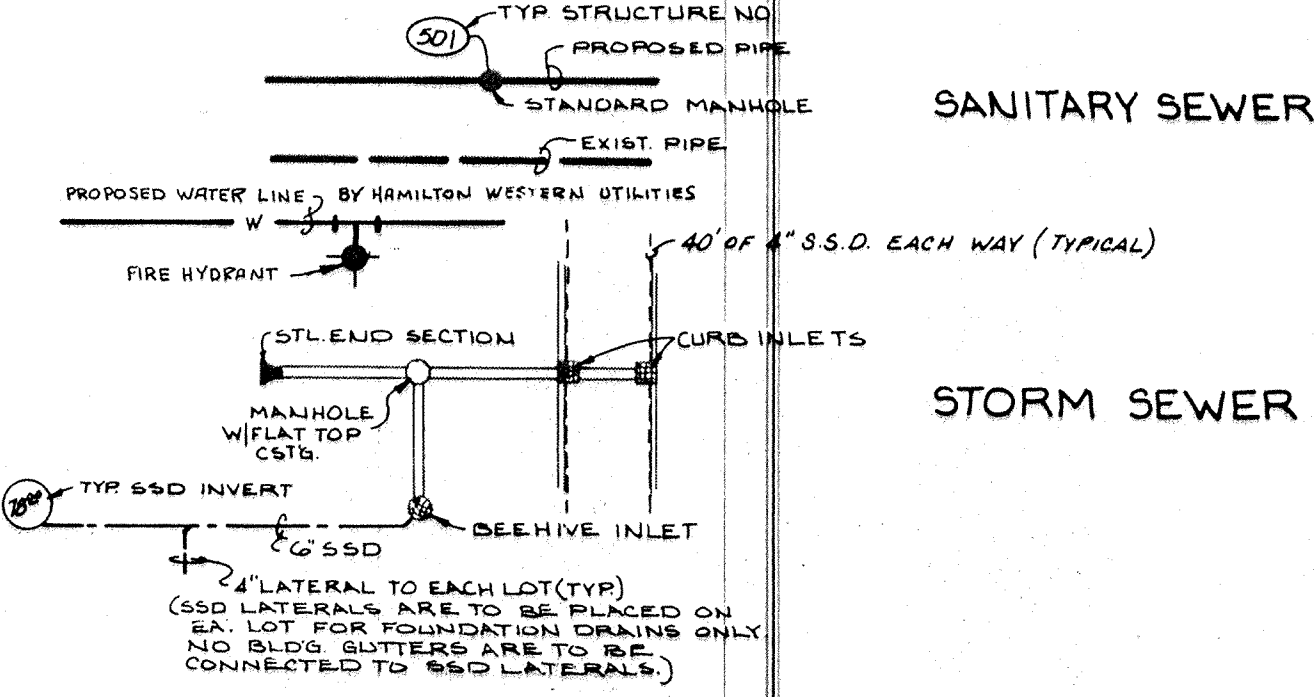 TYP. STRUCTURE NO
501
PROPOSED PIPE
STANDARD MANHOLE
SANITARY SEWER
EXIST. PIPE
PROPOSED WATER LINE BY HAMILTON WESTERN UTILITIES
W
40' OF 4" S.S.D. EACH WAY (TYPICAL)
FIRE HYDRANT
STL. END SECTION
CURB INLETS
MANHOLE
W/FLAT TOP
CST'G.
STORM SEWER
TYP. SSD INVERT
BEEHIVE INLET
6" SSD
4" LATERAL TO EACH LOT (TYP.)
(SSD LATERALS ARE TO BE PLACED ON
EA. LOT FOR FOUNDATION DRAINS ONLY
NO BLD'G. GUTTERS ARE TO BE
CONNECTED TO SSD LATERALS.)